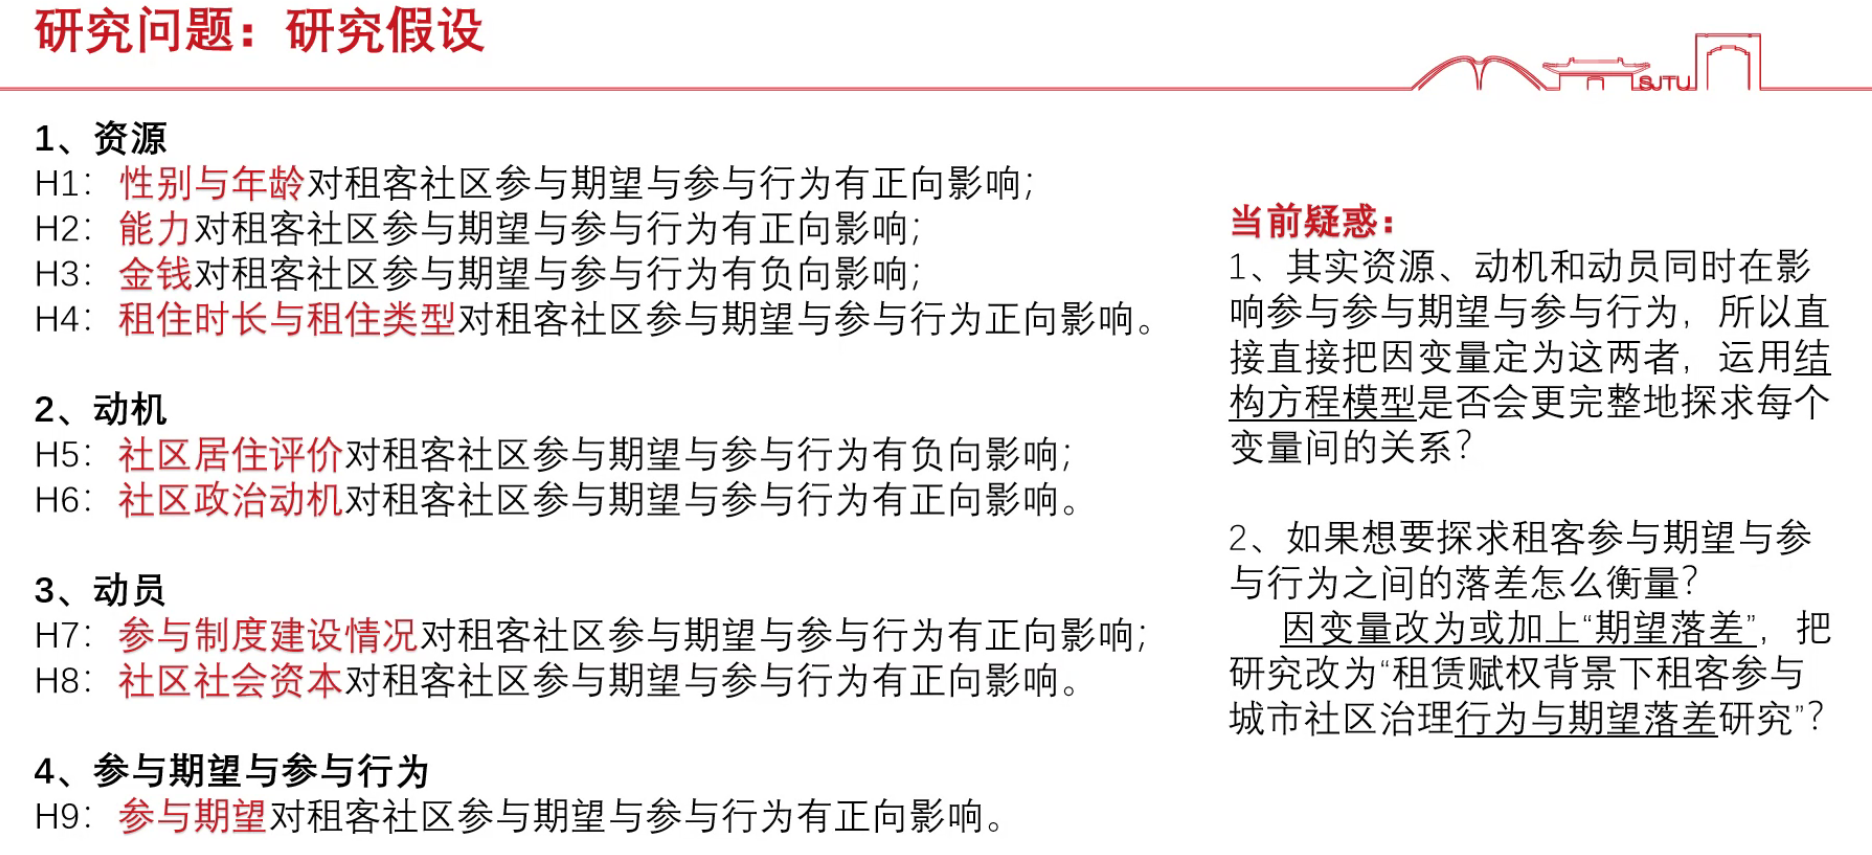 研究问题：研究假设
SJTU
1、资源
H1：性别与年龄对租客社区参与期望与参与行为有正向影响；
H2：能力对租客社区参与期望与参与行为有正向影响；
H3：金钱对租客社区参与期望与参与行为有负向影响；
H4：租住时长与租住类型对租客社区参与期望与参与行为正向影响。
2、动机
H5：社区居住评价对租客社区参与期望与参与行为有负向影响；
H6：社区政治动机对租客社区参与期望与参与行为有正向影响。
3、动员
H7：参与制度建设情况对租客社区参与期望与参与行为有正向影响；
H8：社区社会资本对租客社区参与期望与参与行为有正向影响。
4、参与期望与参与行为
H9：参与期望对租客社区参与期望与参与行为有正向影响。
当前疑惑：
1、其实资源、动机和动员同时在影
响参与参与期望与参与行为，所以直
接直接把因变量定为这两者，运用结
构方程模型是否会更完整地探求每个
变量间的关系？
2、如果想要探求租客参与期望与参
与行为之间的落差怎么衡量？
因变量改为或加上“期望落差”，把
研究改为“租赁赋权背景下租客参与
城市社区治理行为与期望落差研究”？